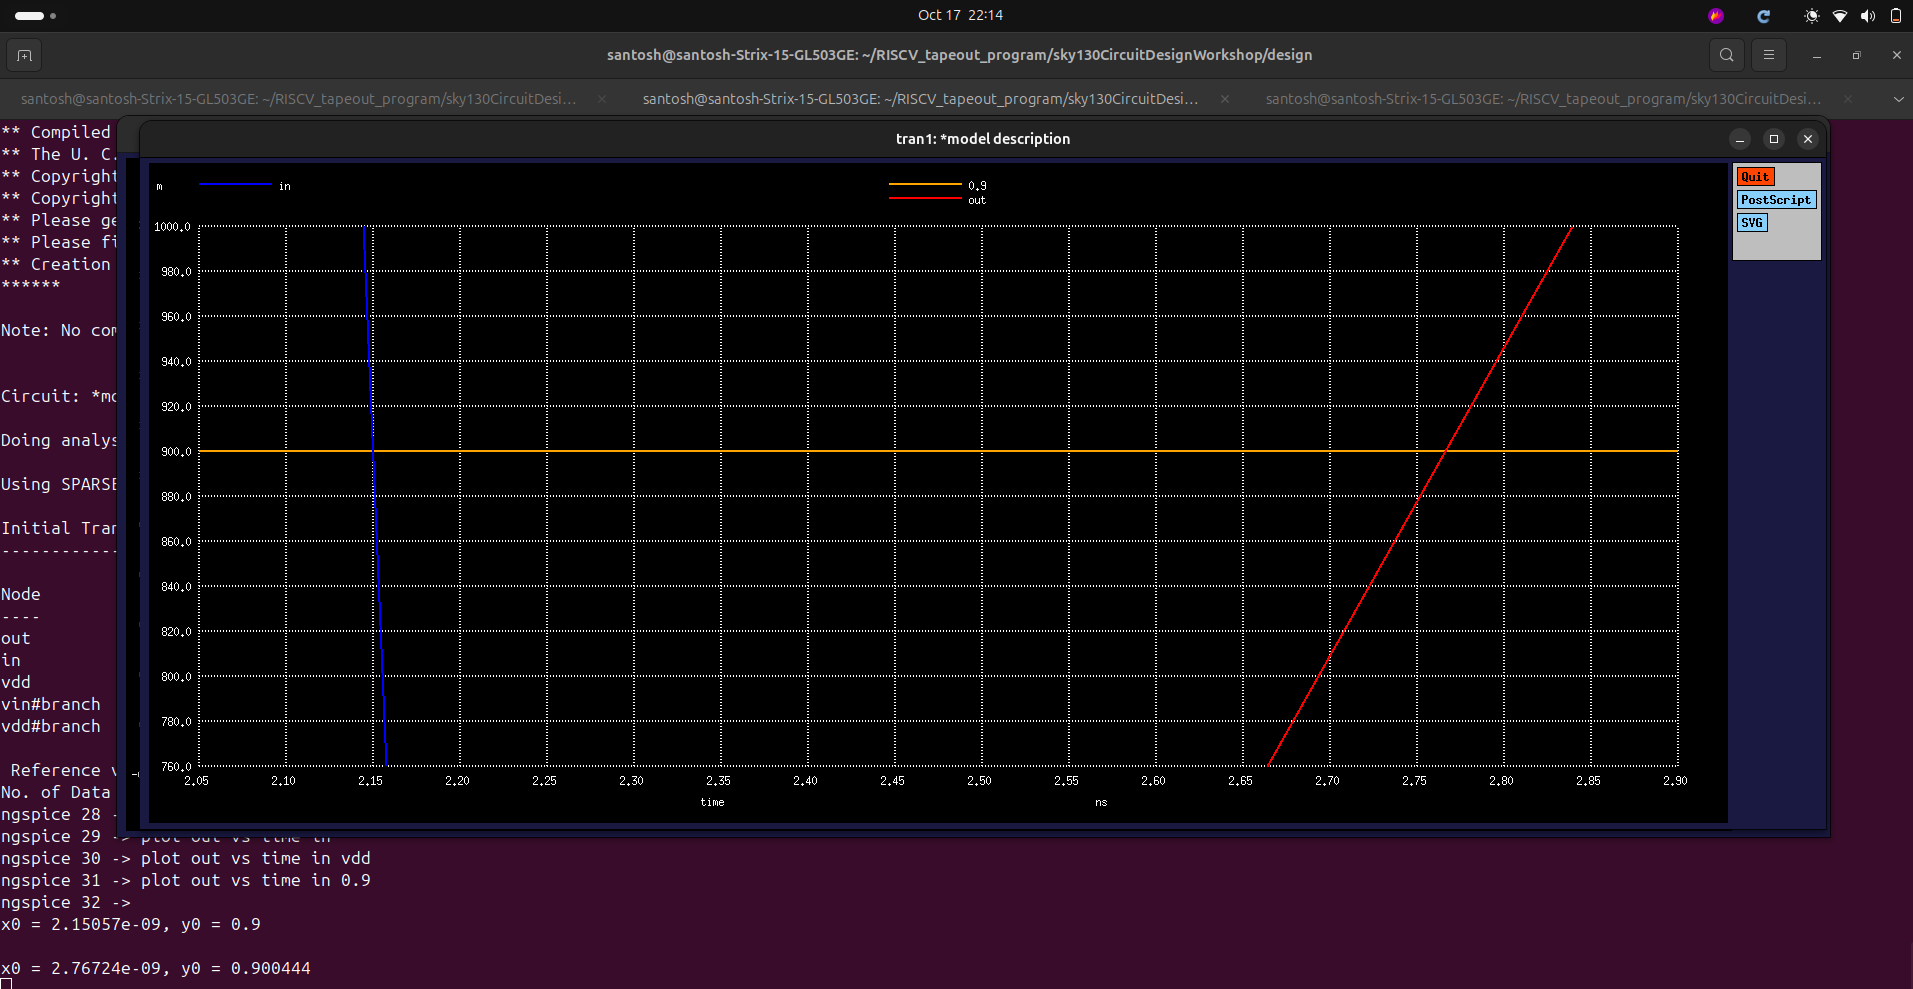 Oct 17 22:14
santosh@santosh-Strix-15-GL503GE: ~/RISCV_tapeout_program/sky130CircuitDesignWorkshop/design
santosh@santosh-Strix-15-GL503GE: ~/RISCV_tapeout_program/sky130CircuitDesi...
santosh@santosh-Strix-15-GL503GE: ~/RISCV_tapeout_program/sky130CircuitDesi...
santosh@santosh-Strix-15-GL503GE: ~/RISCV_tapeout_program/sky130CircuitDesi...
tran1: *model description
Quit
PostScript
SVG
m
in
0.9
out
1000.0
980.0
960.0
940.0
920.0
900.0
880.0
860.0
840.0
820.0
800.0
780.0
760.0
2.05 2.10 2.15 2.20 2.25 2.30 2.35 2.40 2.45 2.50 2.55 2.60 2.65 2.70 2.75 2.80 2.85 2.90
time ns
** Compiled
** The U. C.
** Copyright
** Copyright
** Please ge
** Please fi
** Creation
******
Note: No com
Circuit: *mo
Doing analys
Using SPARSE
Initial Tran
------------
Node
----
out
in
vdd
vin#branch
vdd#branch
Reference v
No. of Data
ngspice 28 -
ngspice 29 -> plot out vs time in
ngspice 30 -> plot out vs time in vdd
ngspice 31 -> plot out vs time in 0.9
ngspice 32 ->
x0 = 2.15057e-09, y0 = 0.9
x0 = 2.76724e-09, y0 = 0.900444